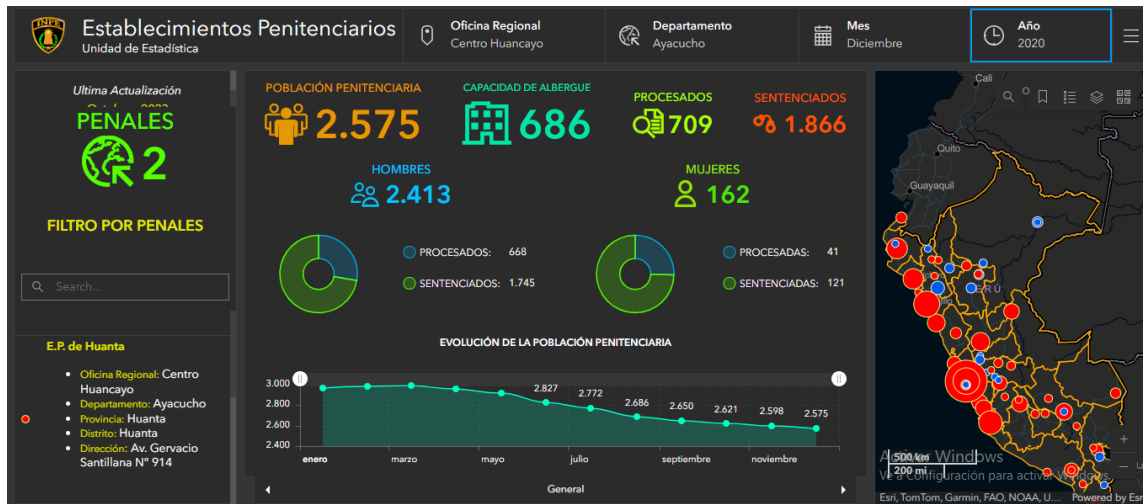 INPE
Establecimientos Penitenciarios
Unidad de Estadística
Oficina Regional
Centro Huancayo
Departamento
Ayacucho
Mes
Diciembre
Año
2020
Ultima Actualización
PENALES
2
FILTRO POR PENALES
Search...
E.P. de Huanta
Oficina Regional: Centro
Huancayo
Departamento: Ayacucho
Provincia: Huanta
Distrito: Huanta
Dirección: Av. Gervacio
Santillana N° 914
POBLACIÓN PENITENCIARIA
2.575
CAPACIDAD DE ALBERGUE
686
PROCESADOS
709
SENTENCIADOS
1.866
HOMBRES
2.413
MUJERES
162
PROCESADOS: 668
SENTENCIADOS: 1.745
PROCESADAS: 41
SENTENCIADAS: 121
EVOLUCIÓN DE LA POBLACIÓN PENITENCIARIA
3.000
2.800
2.600
2.400
2.827
2.772
2.686
2.650
2.621
2.598
2.575
enero
marzo
mayo
julio
septiembre
noviembre
General
Cali
Quito
Guayaquil
PERÚ
500 km
200 mi
Activar Windows
Ve a Configuración para activar Windows.
Esri, TomTom, Garmin, FAO, NOAA, U... Powered by Esri